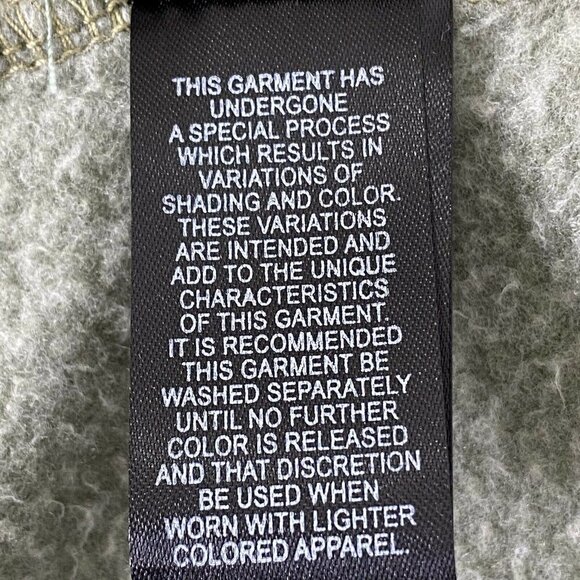 THIS GARMENT HAS
UNDERGONE
A SPECIAL PROCESS
WHICH RESULTS IN
VARIATIONS OF
SHADING AND COLOR.
THESE VARIATIONS
ARE INTENDED AND
ADD TO THE UNIQUE
CHARACTERISTICS
OF THIS GARMENT.
IT IS RECOMMENDED
THIS GARMENT BE
WASHED SEPARATELY
UNTIL NO FURTHER
COLOR IS RELEASED
AND THAT DISCRETION
BE USED WHEN
WORN WITH LIGHTER
COLORED APPAREL.